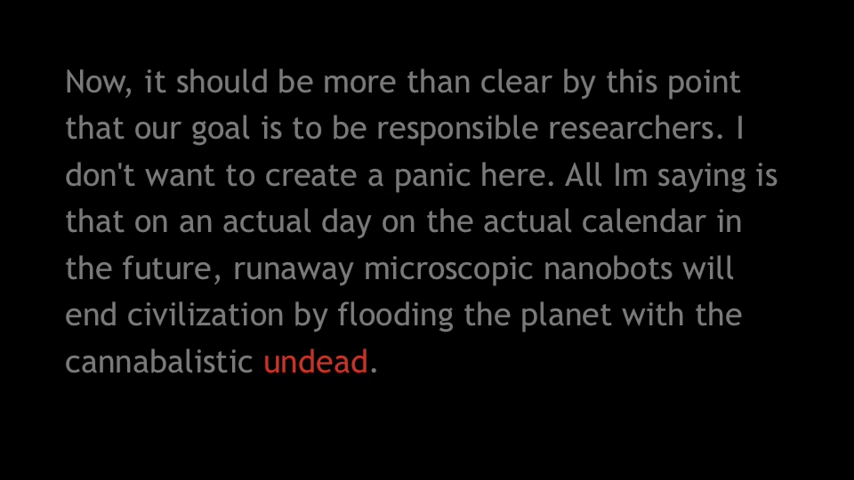 Now, it should be more than clear by this point
that our goal is to be responsible researchers. I
don't want to create a panic here. All Im saying is
that on an actual day on the actual calendar in
the future, runaway microscopic nanobots will
end civilization by flooding the planet with the
cannabalistic undead.